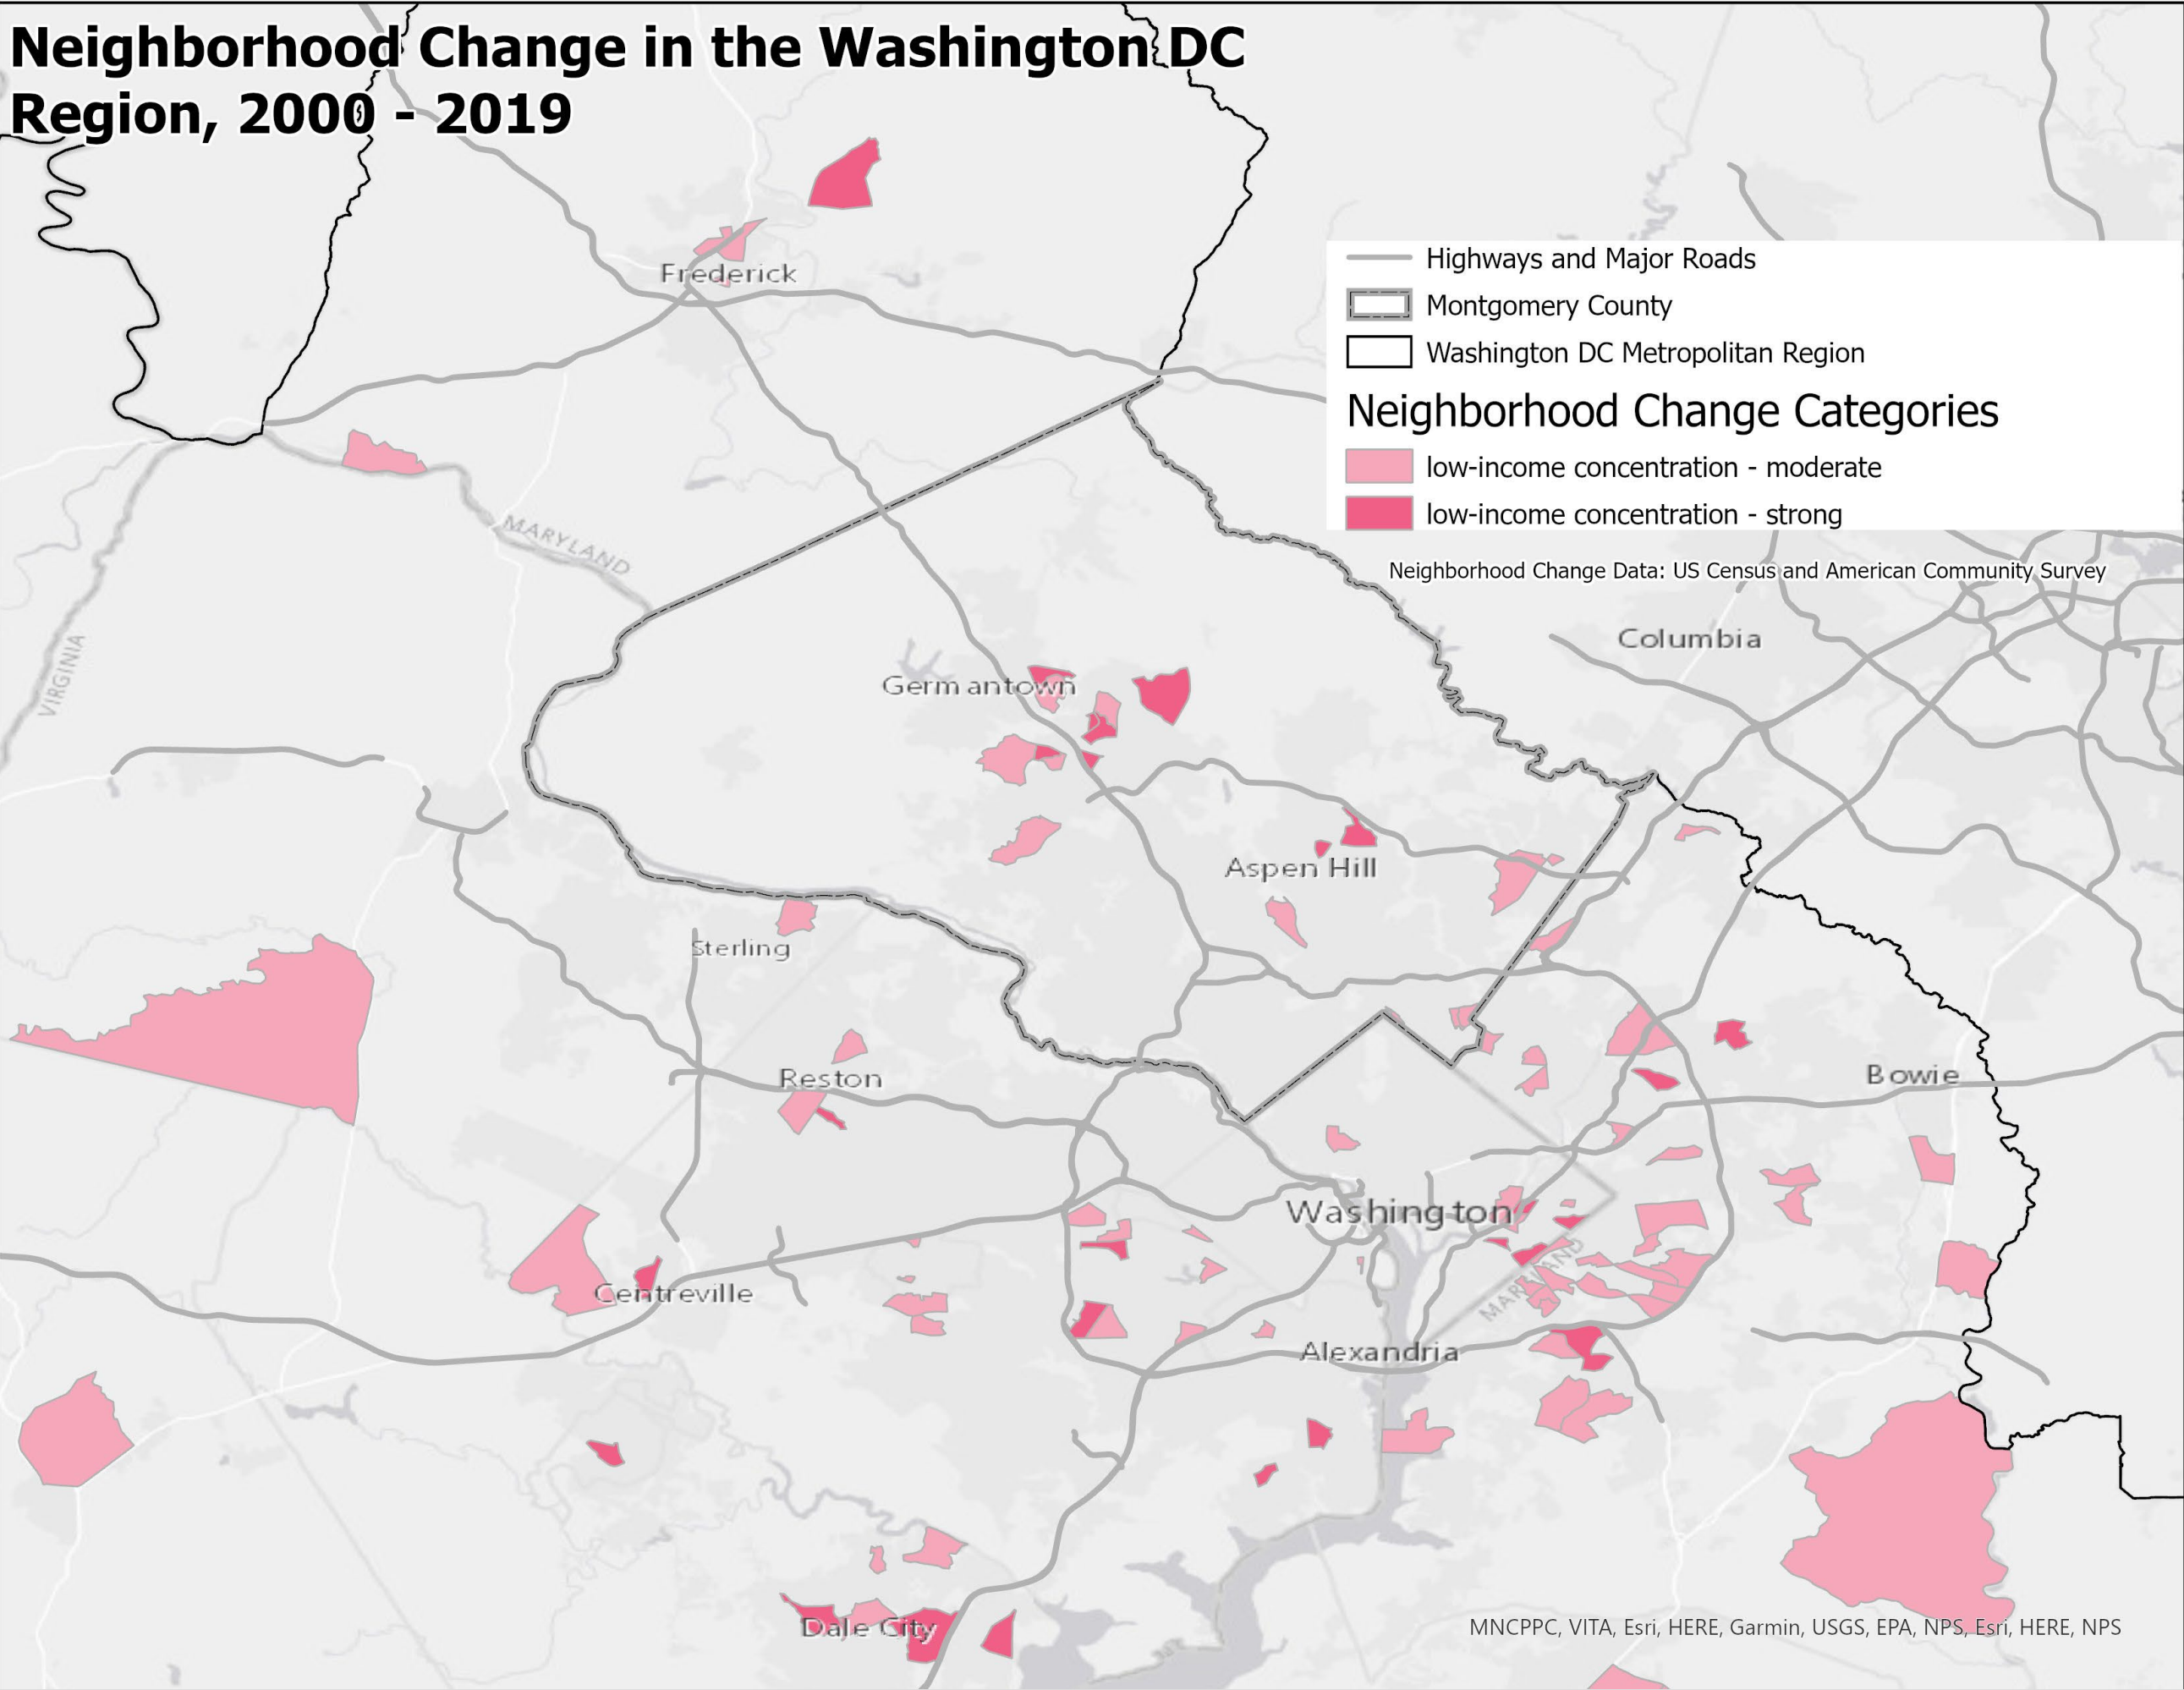 Neighborhood Change in the Washington DC
Region, 2000 - 2019
Highways and Major Roads
Montgomery County
Washington DC Metropolitan Region
Neighborhood Change Categories
low-income concentration - moderate
low-income concentration - strong
Neighborhood Change Data: US Census and American Community Survey
Frederick
MARYLAND
VIRGINIA
Columbia
Germantown
Aspen Hill
Sterling
Reston
Bowie
Washington
MARYLAND
Centreville
Alexandria
Dale City
MNCPPC, VITA, Esri, HERE, Garmin, USGS, EPA, NPS, Esri, HERE, NPS